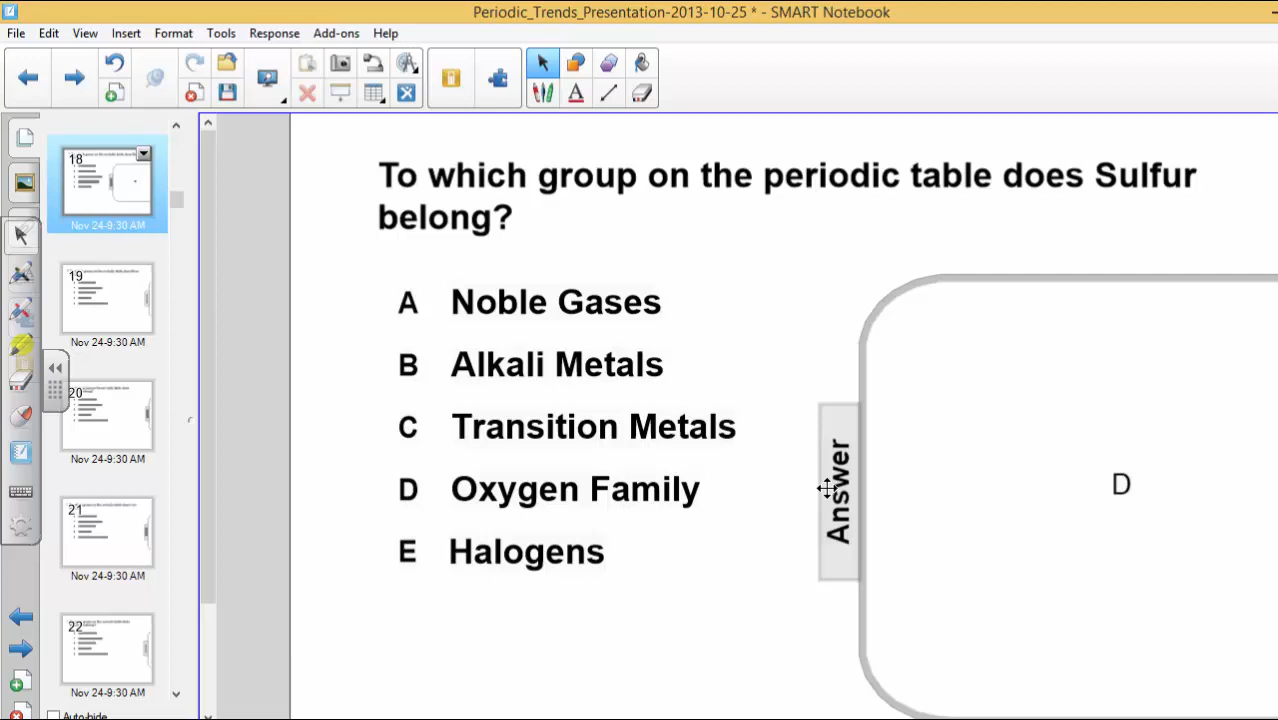 Periodic_Trends_Presentation-2013-10-25 * - SMART Notebook
File Edit View Insert Format Tools Response Add-ons Help
18
Nov 24-9:30 AM
19
Nov 24-9:30 AM
20
Nov 24-9:30 AM
21
Nov 24-9:30 AM
22
Nov 24-9:30 AM
Auto-hide
To which group on the periodic table does Sulfur
belong?
A Noble Gases
B Alkali Metals
C Transition Metals
D Oxygen Family
E Halogens
Answer
D